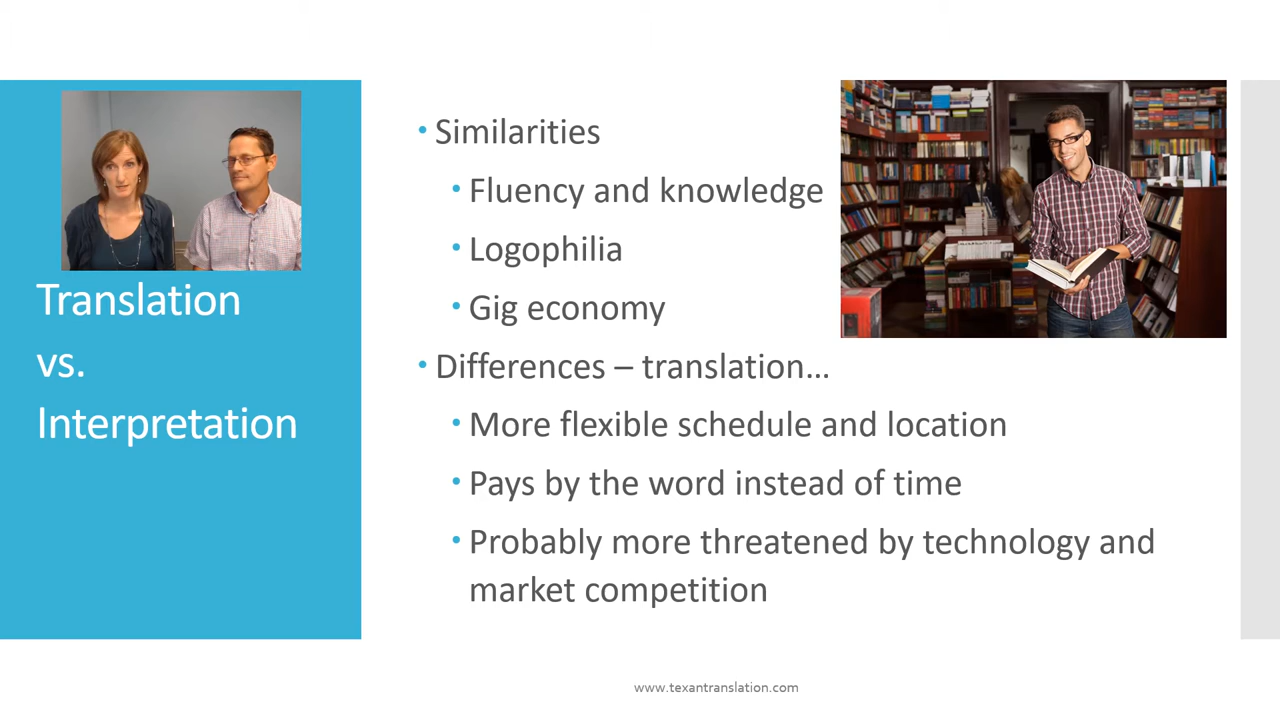 Translation
vs.
Interpretation
• Similarities
• Fluency and knowledge
• Logophilia
• Gig economy
• Differences – translation…
• More flexible schedule and location
• Pays by the word instead of time
• Probably more threatened by technology and
market competition
www.texantranslation.com